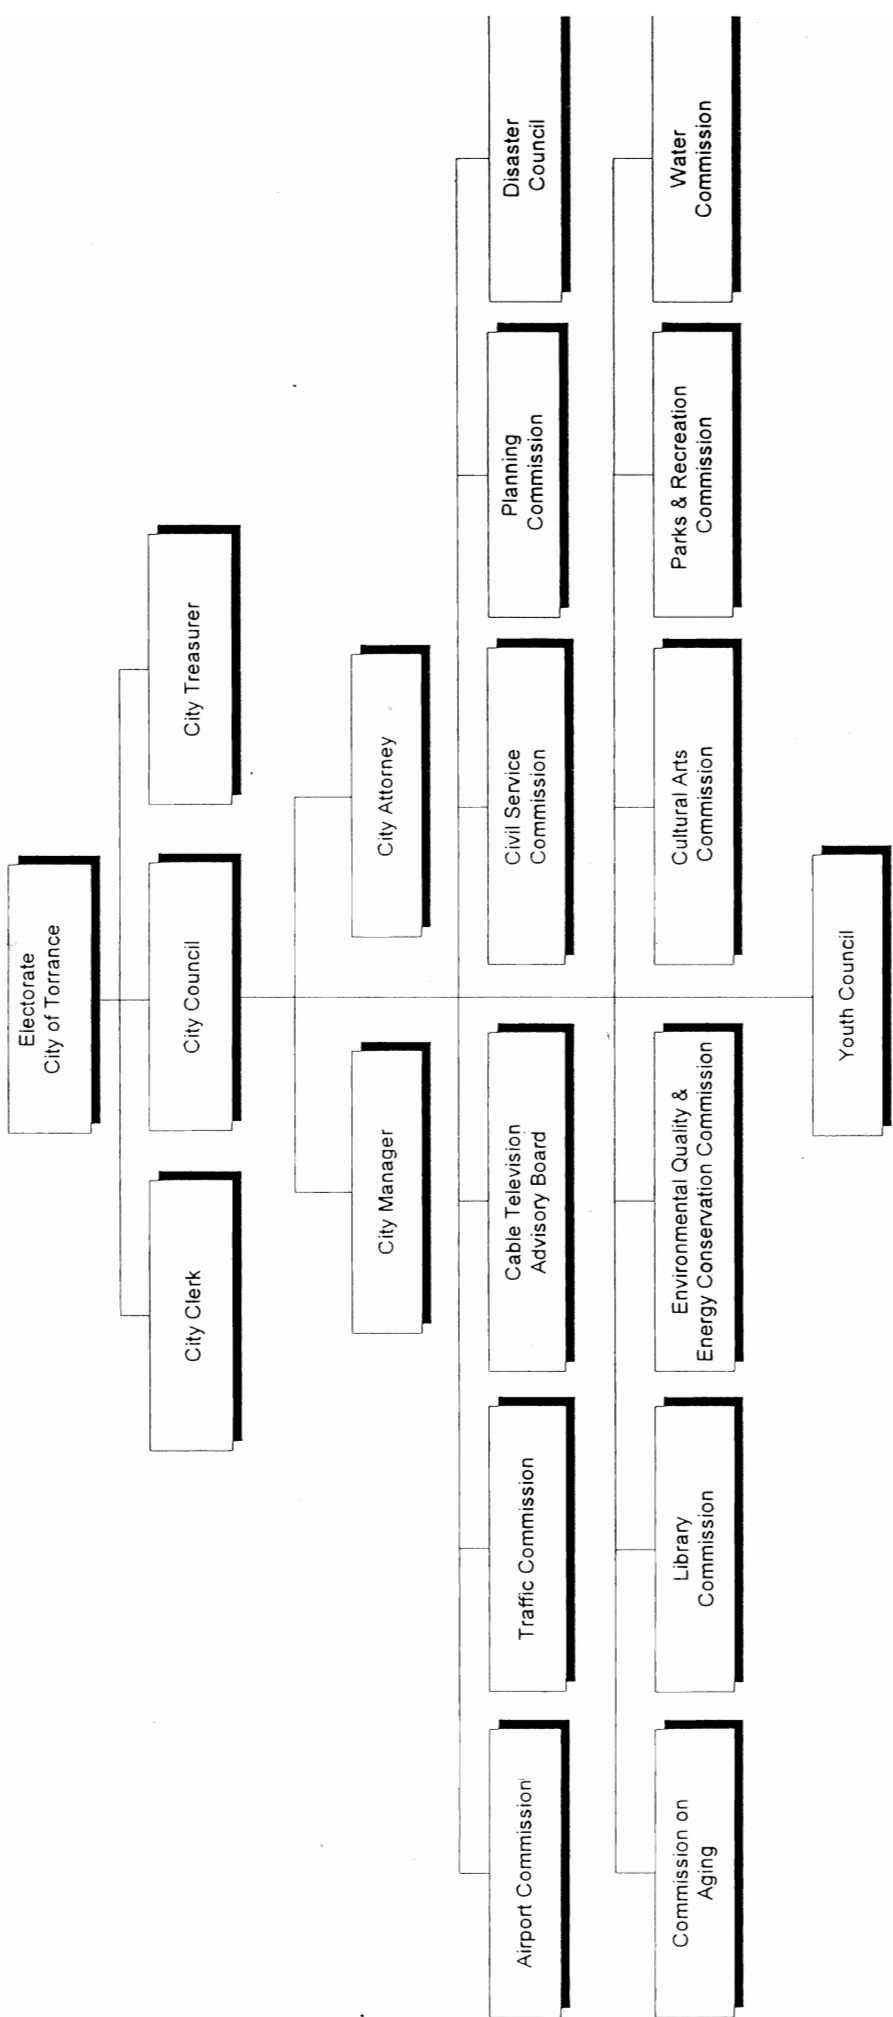 Electorate
City of Torrance
City Clerk
City Council
City Treasurer
City Manager
City Attorney
Airport Commission
Traffic Commission
Cable Television
Advisory Board
Civil Service
Commission
Planning
Commission
Disaster
Council
Commission on
Aging
Library
Commission
Environmental Quality &
Energy Conservation Commission
Cultural Arts
Commission
Parks & Recreation
Commission
Water
Commission
Youth Council